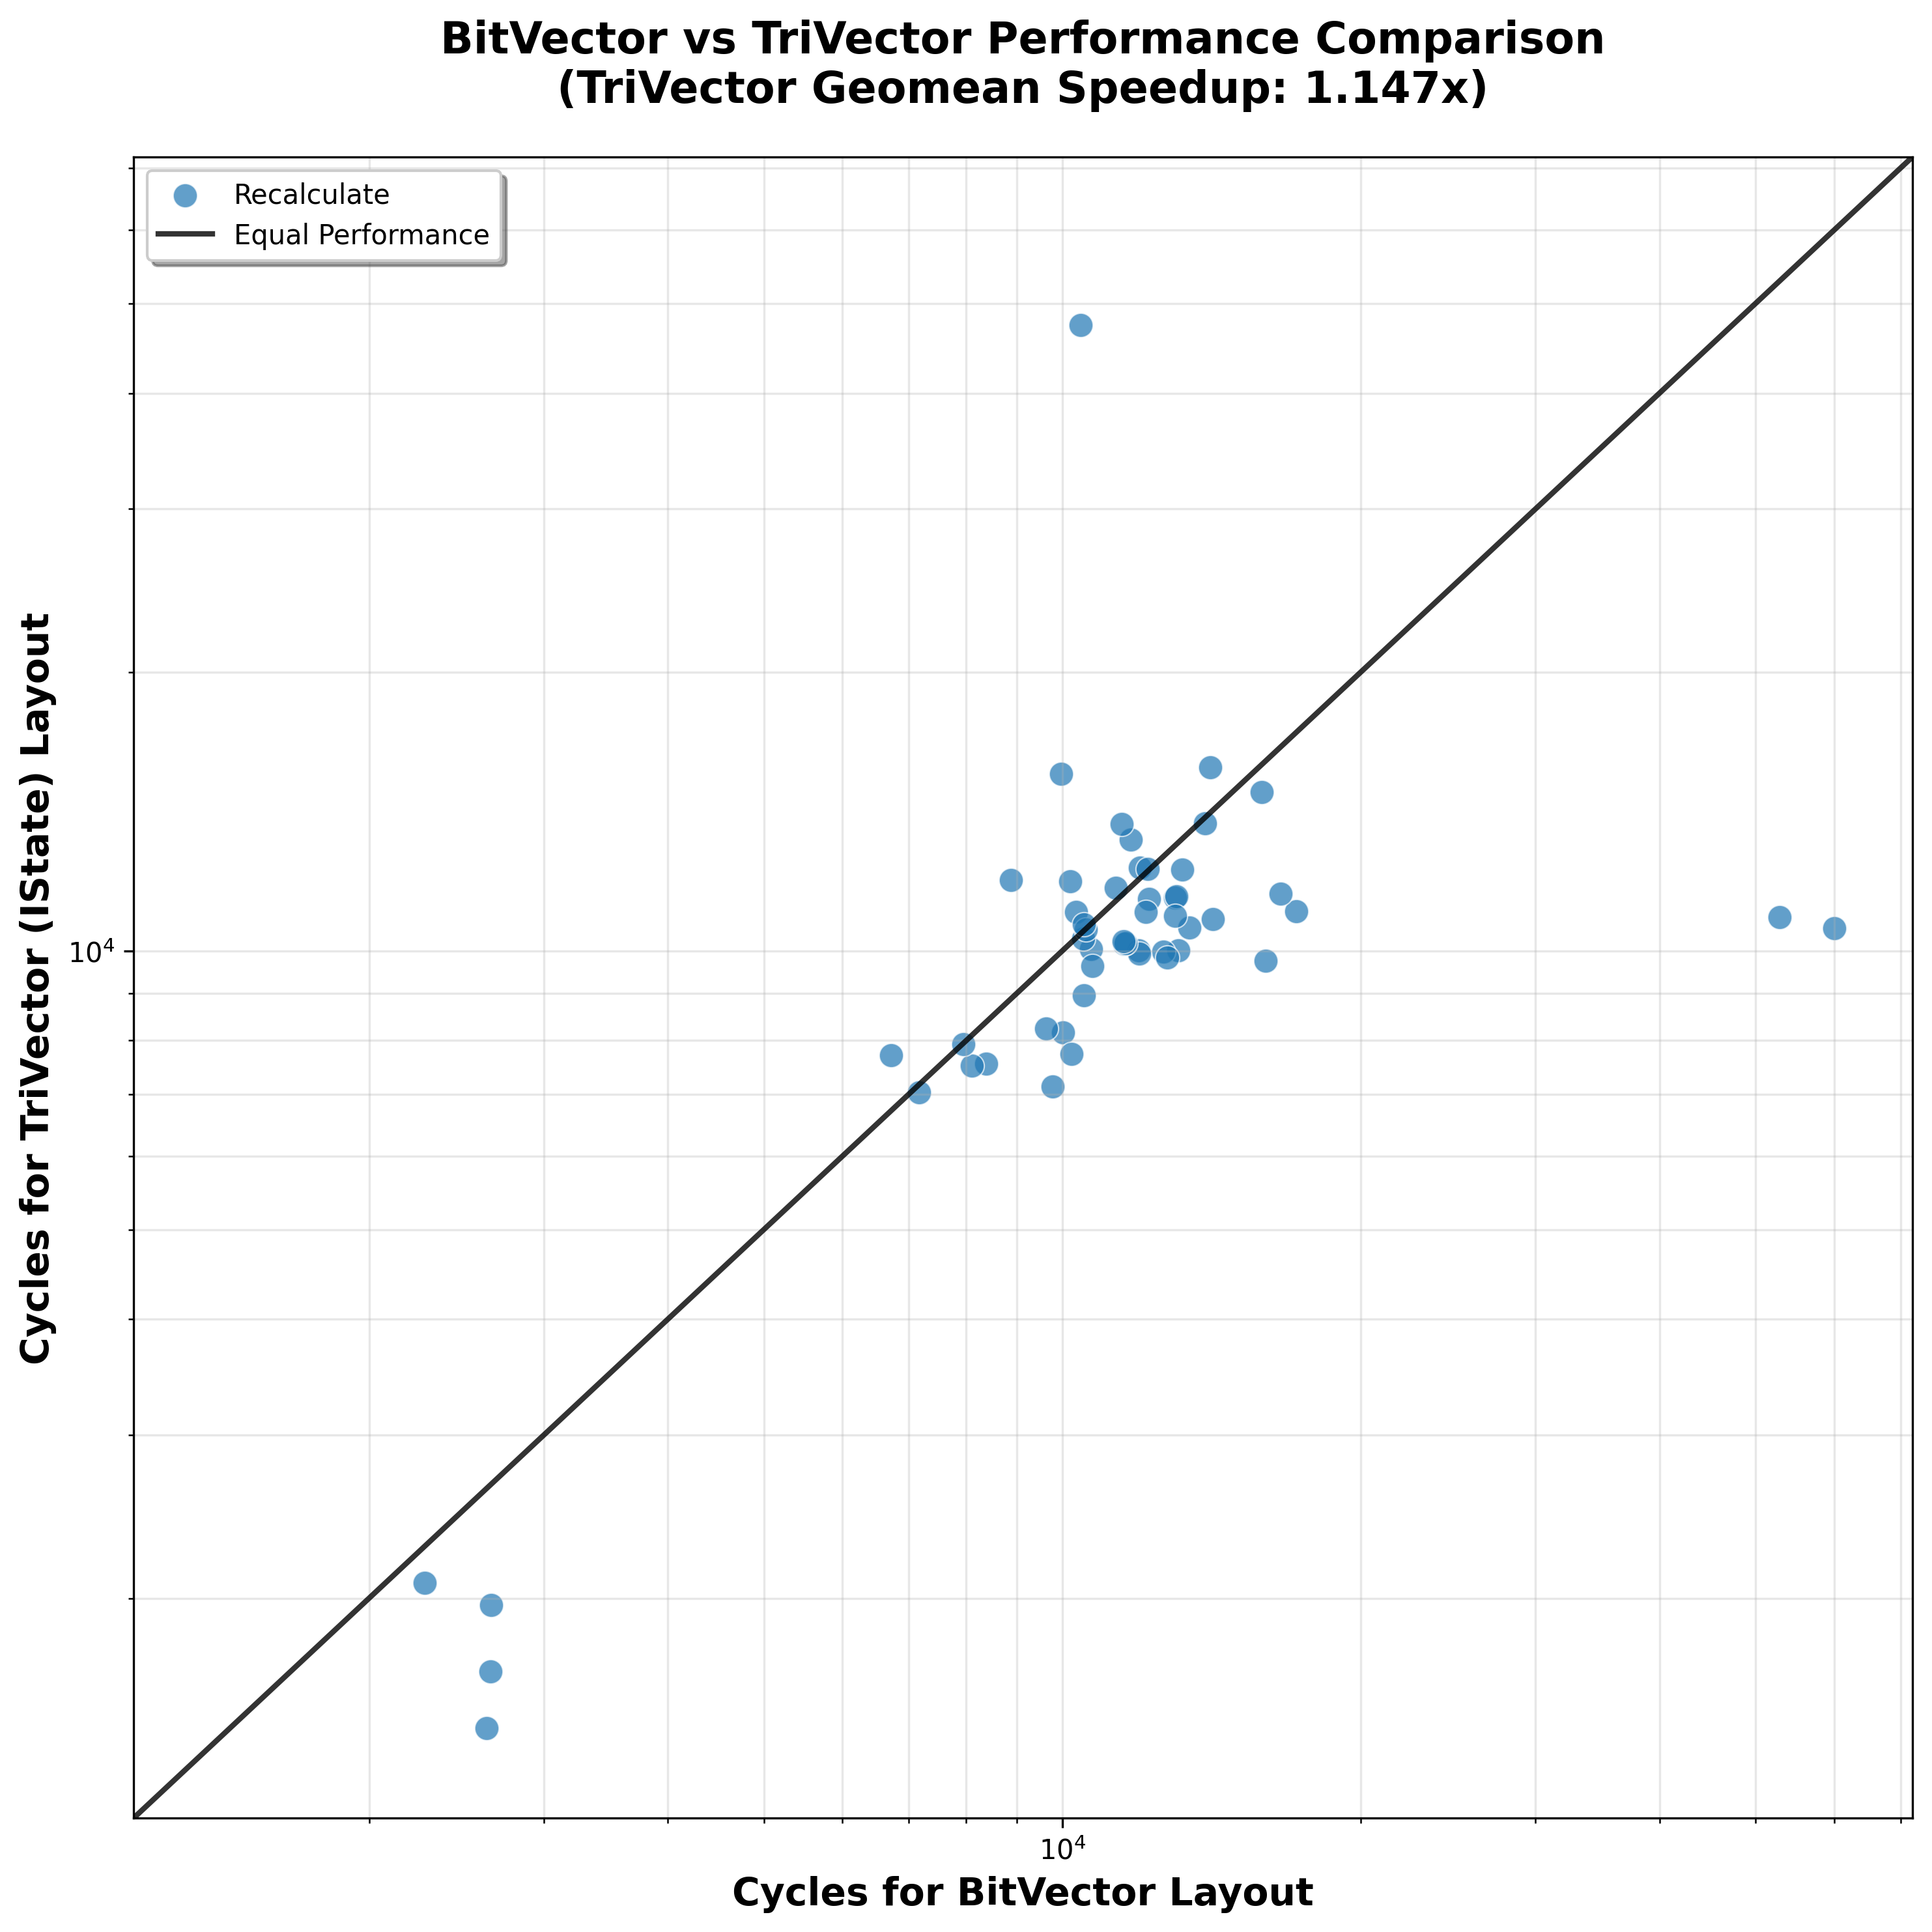 BitVector vs TriVector Performance Comparison
(TriVector Geomean Speedup: 1.147x)
Recalculate
Equal Performance
Cycles for TriVector (IState) Layout
10⁴
10⁴
Cycles for BitVector Layout